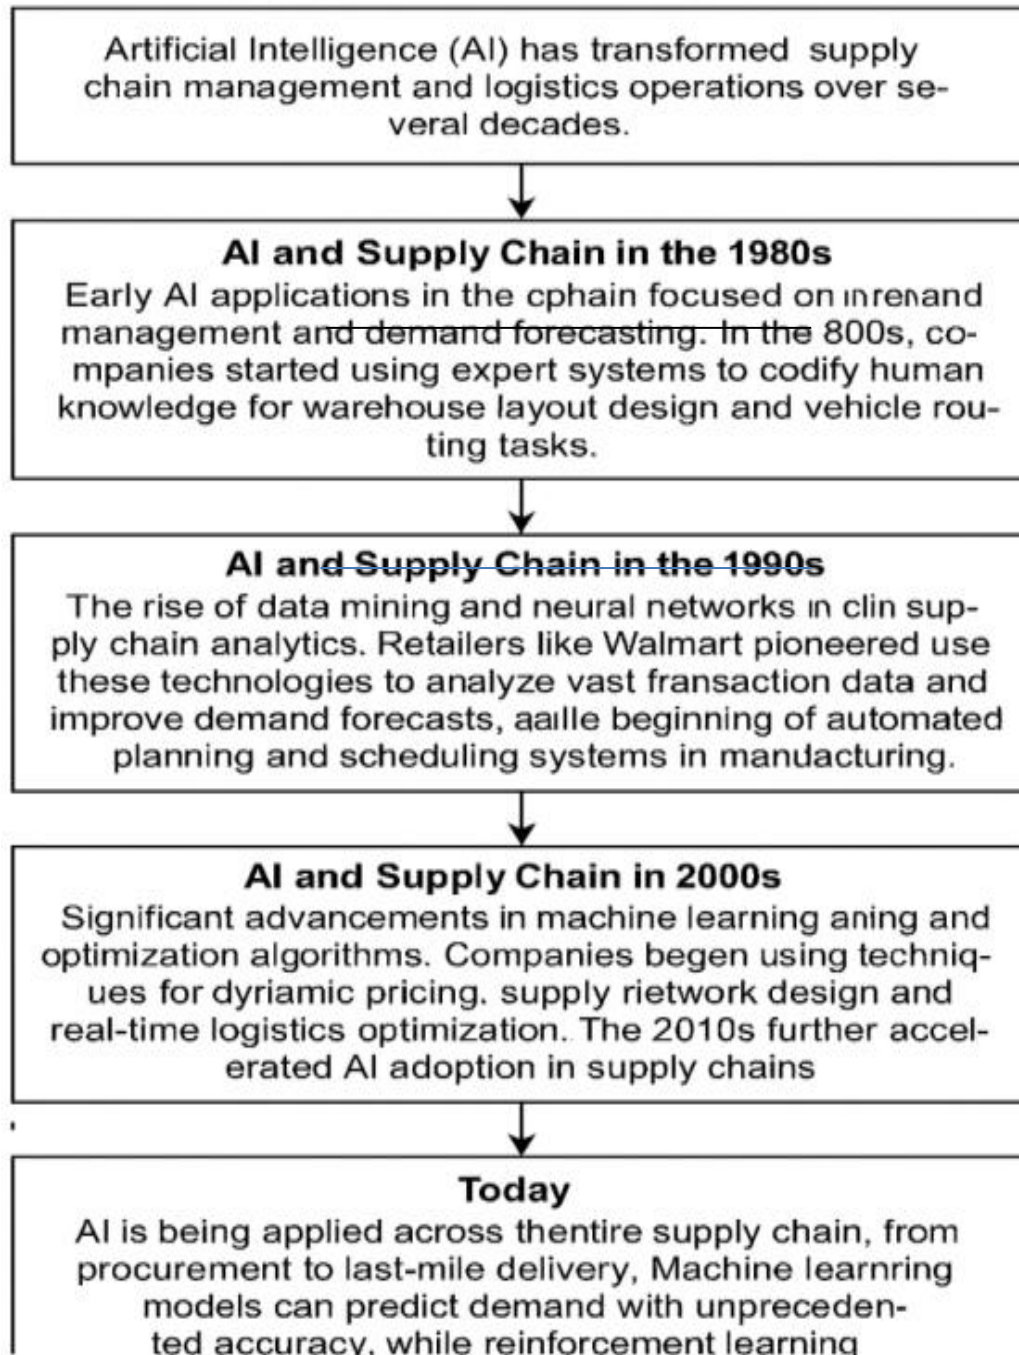 Artificial Intelligence (AI) has transformed supply
chain management and logistics operations over se-
veral decades.
AI and Supply Chain in the 1980s
Early AI applications in the cphain focused on inrenand
management and demand forecasting. In the 800s, co-
mpanies started using expert systems to codify human
knowledge for warehouse layout design and vehicle rou-
ting tasks.
AI and Supply Chain in the 1990s
The rise of data mining and neural networks in clin sup-
ply chain analytics. Retailers like Walmart pioneered use
these technologies to analyze vast fransaction data and
improve demand forecasts, aaılle beginning of automated
planning and scheduling systems in manufacturing.
AI and Supply Chain in 2000s
Significant advancements in machine learning aning and
optimization algorithms. Companies begen using techniq-
ues for dyriamic pricing. supply rietwork design and
real-time logistics optimization. The 2010s further accel-
erated AI adoption in supply chains
Today
AI is being applied across thentire supply chain, from
procurement to last-mile delivery, Machine learnring
models can predict demand with unpreceden-
ted accuracy, while reinforcement learning